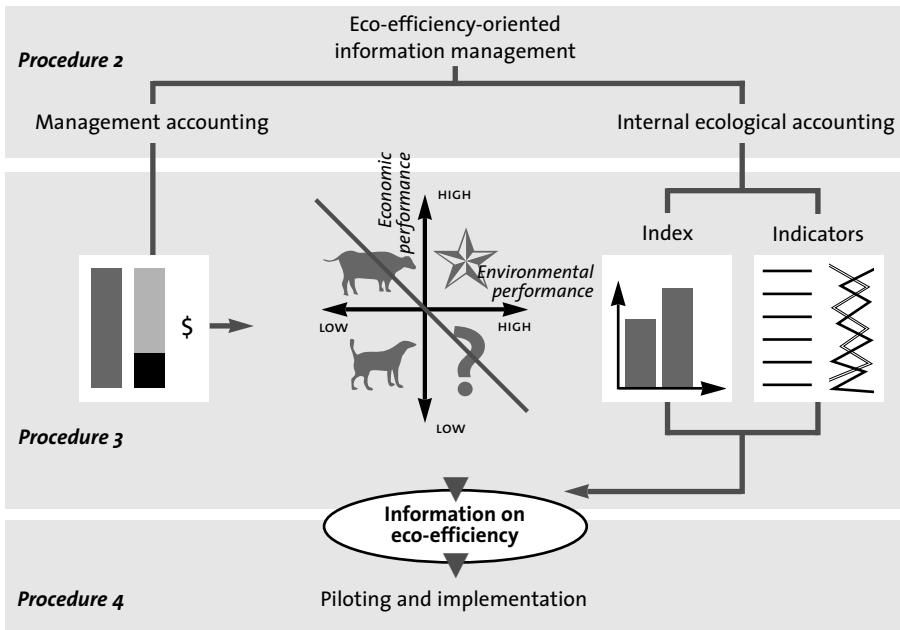 Eco-efficiency-oriented
information management
Procedure 2
Management accounting
Internal ecological accounting
Economic
performance
HIGH
Index
Indicators
Environmental
performance
$
LOW
HIGH
?
LOW
Procedure 3
Information on
eco-efficiency
Procedure 4
Piloting and implementation